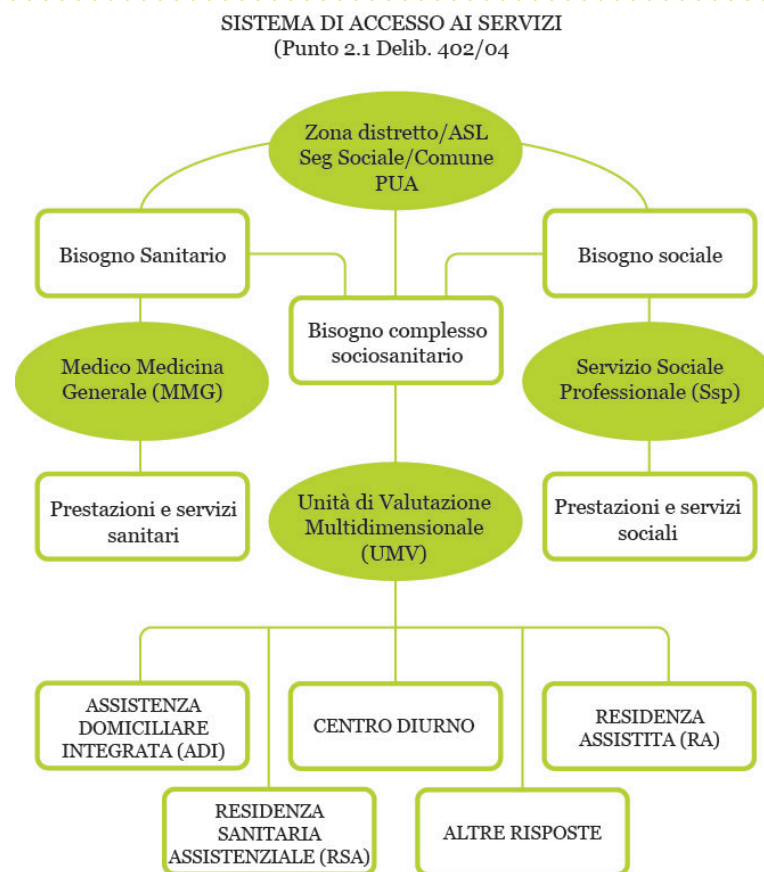 SISTEMA DI ACCESSO AI SERVIZI
(Punto 2.1 Delib. 402/04
Zona distretto/ASL
Seg Sociale/Comune
PUA
Bisogno Sanitario
Bisogno sociale
Bisogno complesso
sociosanitario
Medico Medicina
Generale (MMG)
Servizio Sociale
Professionale (Ssp)
Prestazioni e servizi
sanitari
Unità di Valutazione
Multidimensionale
(UMV)
Prestazioni e servizi
sociali
ASSISTENZA
DOMICILIARE
INTEGRATA (ADI)
CENTRO DIURNO
RESIDENZA
ASSISTITA (RA)
RESIDENZA
SANITARIA
ASSISTENZIALE (RSA)
ALTRE RISPOSTE